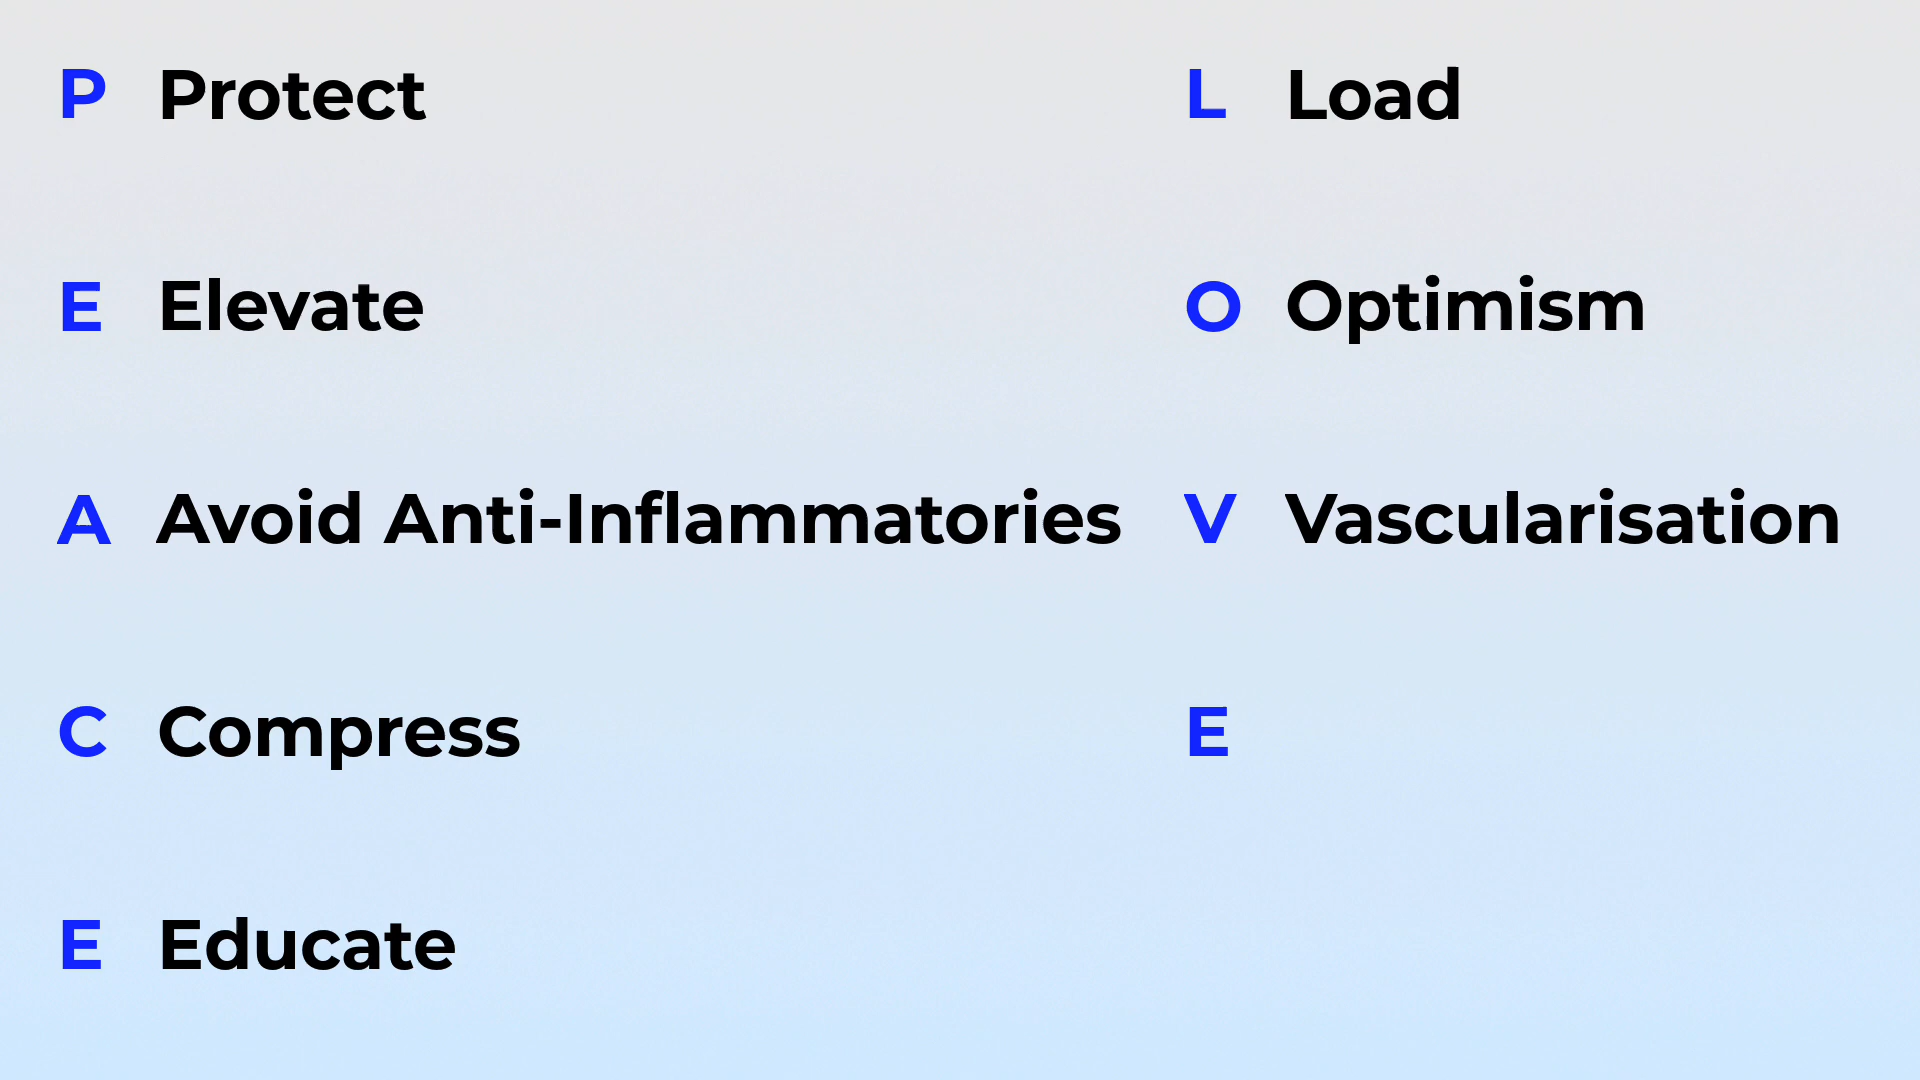 P Protect
E Elevate
A Avoid Anti-Inflammatories
C Compress
E Educate
L Load
O Optimism
V Vascularisation
E